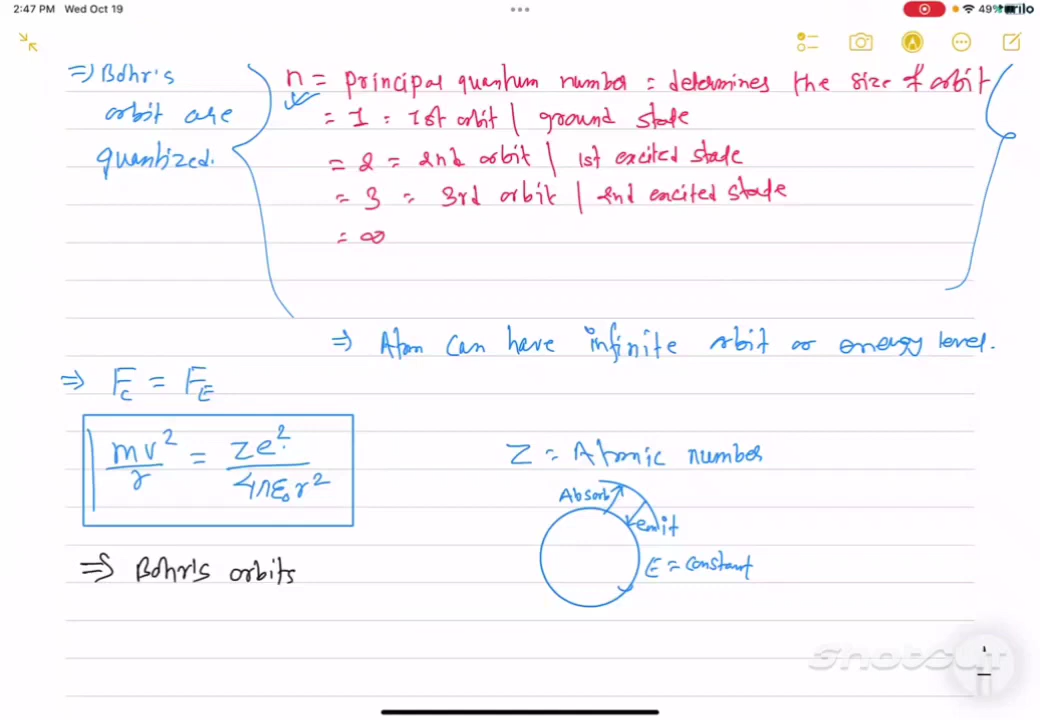 2:47 PM Wed Oct 19
49%
⇒ Bohr's
orbit are
quantized.
n = principal quantum number = determines the size of orbit
= 1 = 1st orbit | ground state
= 2 = 2nd orbit | 1st excited state
= 3 = 3rd orbit | 2nd excited state
= ∞
⇒ Atom can have infinite orbit or energy level.
⇒ Fc = FE
mv²/r = Ze²/4πε₀r²
Z = Atomic number
Absorb
emit
E = constant
⇒ Bohr's orbits
ShotCut